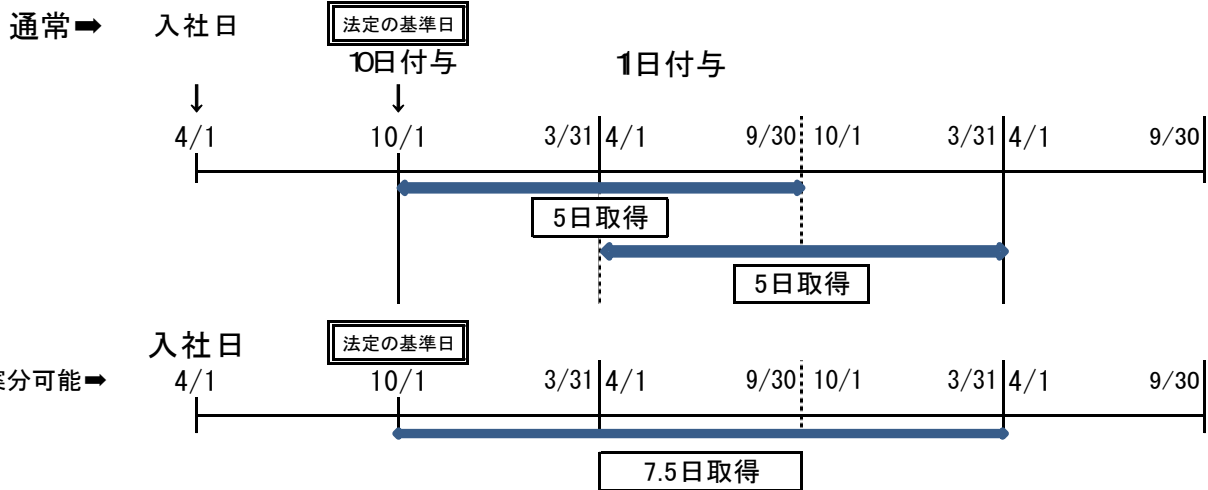 通常➡ 入社日 法定の基準日
10日付与 11日付与
↓ ↓
4/1 10/1 3/31 4/1 9/30 10/1 3/31 4/1 9/30
5日取得
5日取得
入社日 法定の基準日
按分可能➡ 4/1 10/1 3/31 4/1 9/30 10/1 3/31 4/1 9/30
7.5日取得